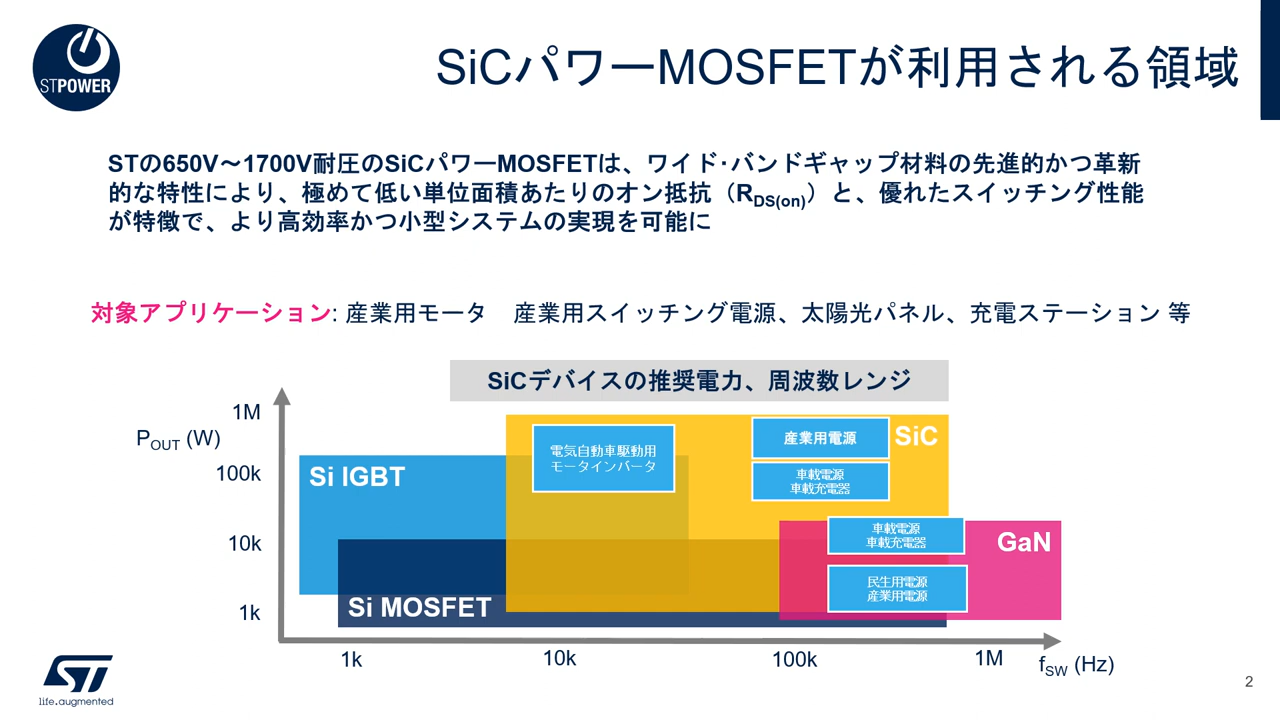 STPOWER
SiCパワーMOSFETが利用される領域
STの650V～1700V耐圧のSiCパワーMOSFETは、ワイド･バンドギャップ材料の先進的かつ革新
的な特性により、極めて低い単位面積あたりのオン抵抗（RDS(on)）と、優れたスイッチング性能
が特徴で、より高効率かつ小型システムの実現を可能に
対象アプリケーション: 産業用モータ　産業用スイッチング電源、太陽光パネル、充電ステーション 等
SiCデバイスの推奨電力、周波数レンジ
POUT (W)
1M
100k
10k
1k
Si IGBT
Si MOSFET
電気自動車駆動用
モータインバータ
産業用電源
SiC
車載電源
車載充電器
車載電源
車載充電器
GaN
民生用電源
産業用電源
1k
10k
100k
1M
fSW (Hz)
ST
life.augmented
2